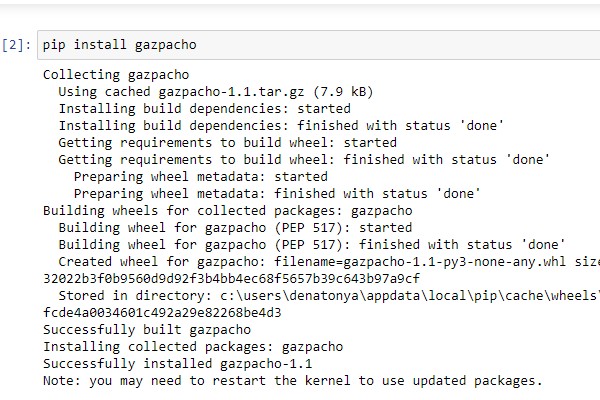 [2]: pip install gazpacho
Collecting gazpacho
Using cached gazpacho-1.1.tar.gz (7.9 kB)
Installing build dependencies: started
Installing build dependencies: finished with status 'done'
Getting requirements to build wheel: started
Getting requirements to build wheel: finished with status 'done'
Preparing wheel metadata: started
Preparing wheel metadata: finished with status 'done'
Building wheels for collected packages: gazpacho
Building wheel for gazpacho (PEP 517): started
Building wheel for gazpacho (PEP 517): finished with status 'done'
Created wheel for gazpacho: filename=gazpacho-1.1-py3-none-any.whl size
32022b3f0b9560d9d92f3b4bb4ec68f5657b39c643b97a9cf
Stored in directory: c:\users\denatonya\appdata\local\pip\cache\wheels\
fcde4a0034601c492a29e82268be4d3
Successfully built gazpacho
Installing collected packages: gazpacho
Successfully installed gazpacho-1.1
Note: you may need to restart the kernel to use updated packages.